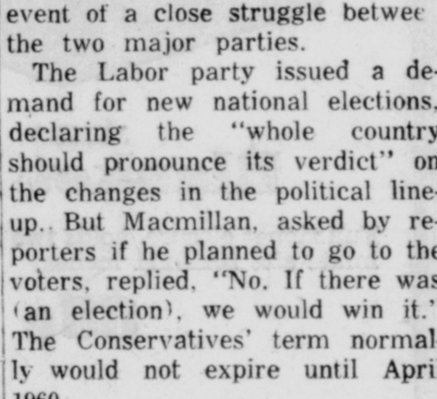 event of a close struggle betwee
the two major parties.
The Labor party issued a de-
mand for new national elections,
declaring the "whole country
should pronounce its verdict" on
the changes in the political line-
up. But Macmillan, asked by re-
porters if he planned to go to the
voters, replied, "No. If there was
(an election), we would win it.'
The Conservatives' term normal-
ly would not expire until Apri
1960